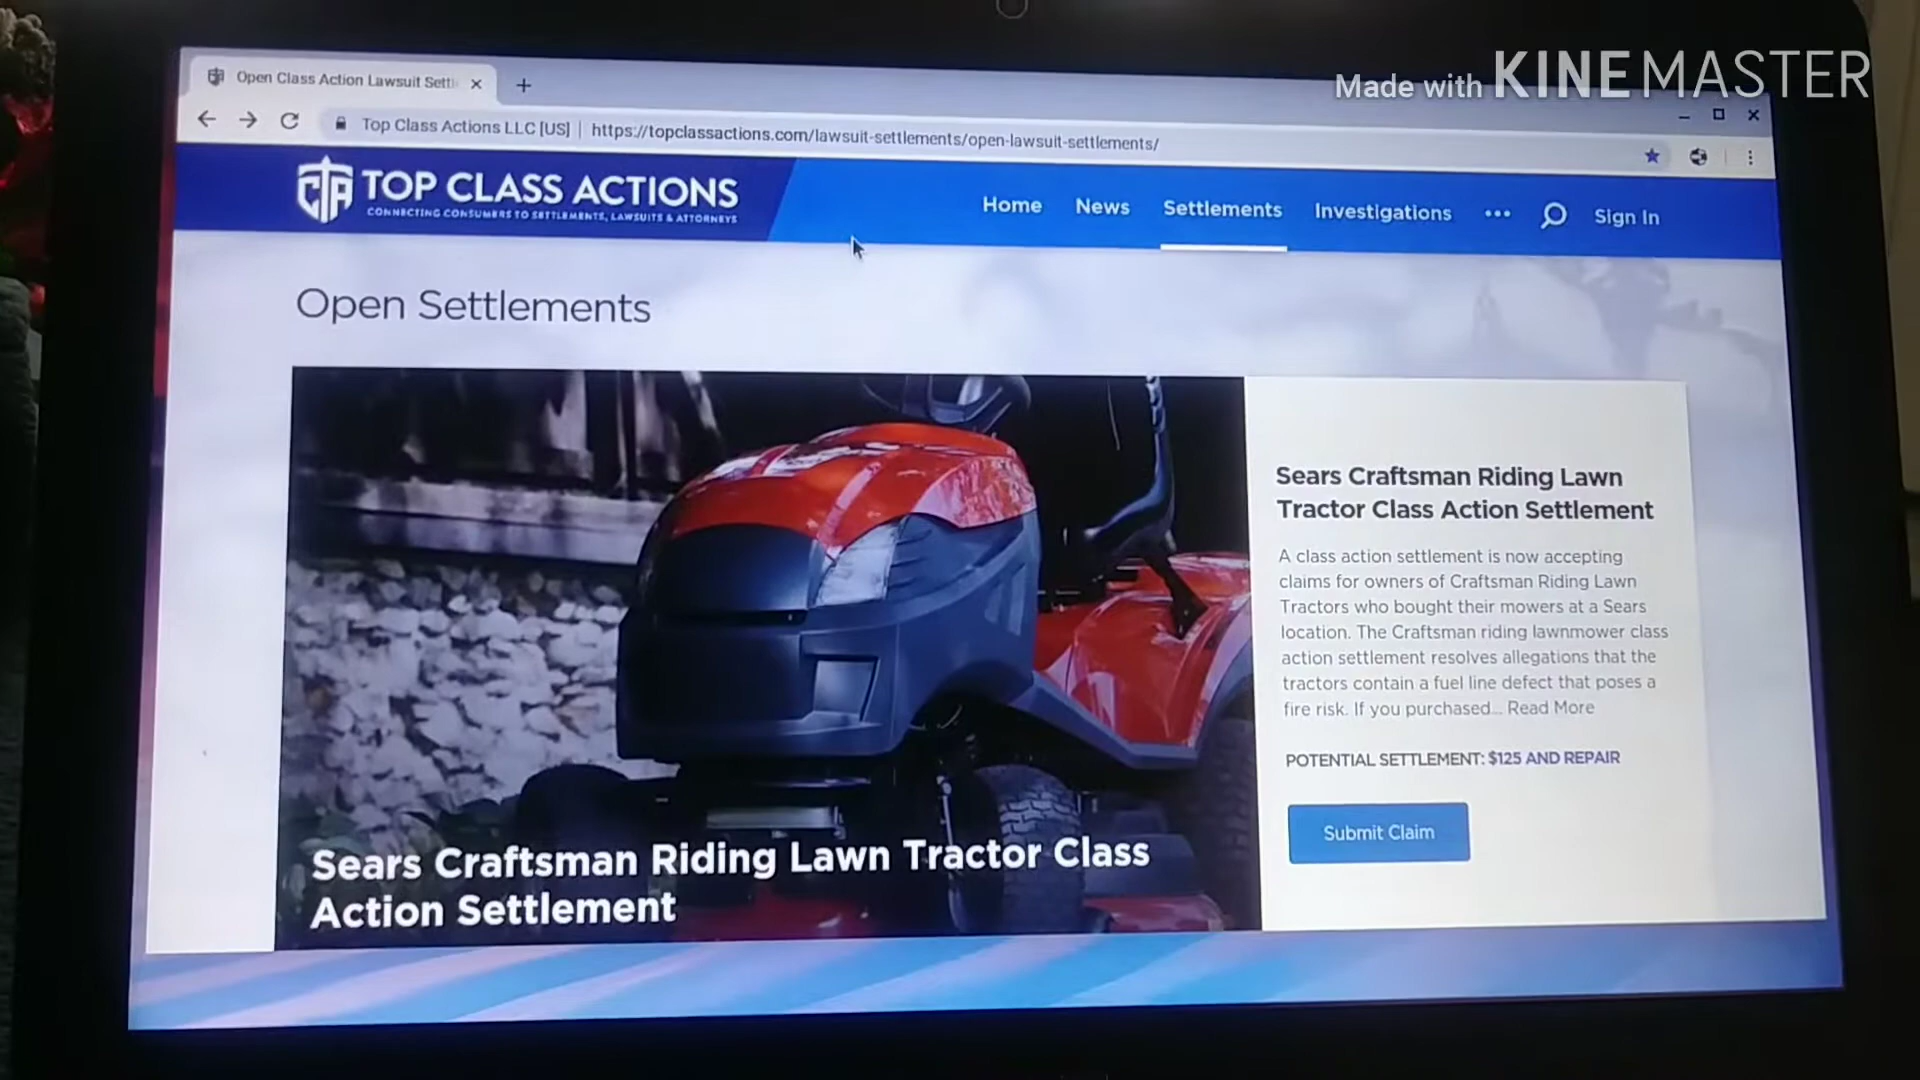 Made with KINEMASTER
Open Class Action Lawsuit Settl
Top Class Actions LLC [US] | https://topclassactions.com/lawsuit-settlements/open-lawsuit-settlements/
CTA TOP CLASS ACTIONS
CONNECTING CONSUMERS TO SETTLEMENTS, LAWSUITS & ATTORNEYS
Home News Settlements Investigations ... Sign In
Open Settlements
Sears Craftsman Riding Lawn Tractor Class
Action Settlement
Sears Craftsman Riding Lawn
Tractor Class Action Settlement
A class action settlement is now accepting
claims for owners of Craftsman Riding Lawn
Tractors who bought their mowers at a Sears
location. The Craftsman riding lawnmower class
action settlement resolves allegations that the
tractors contain a fuel line defect that poses a
fire risk. If you purchased... Read More
POTENTIAL SETTLEMENT: $125 AND REPAIR
Submit Claim